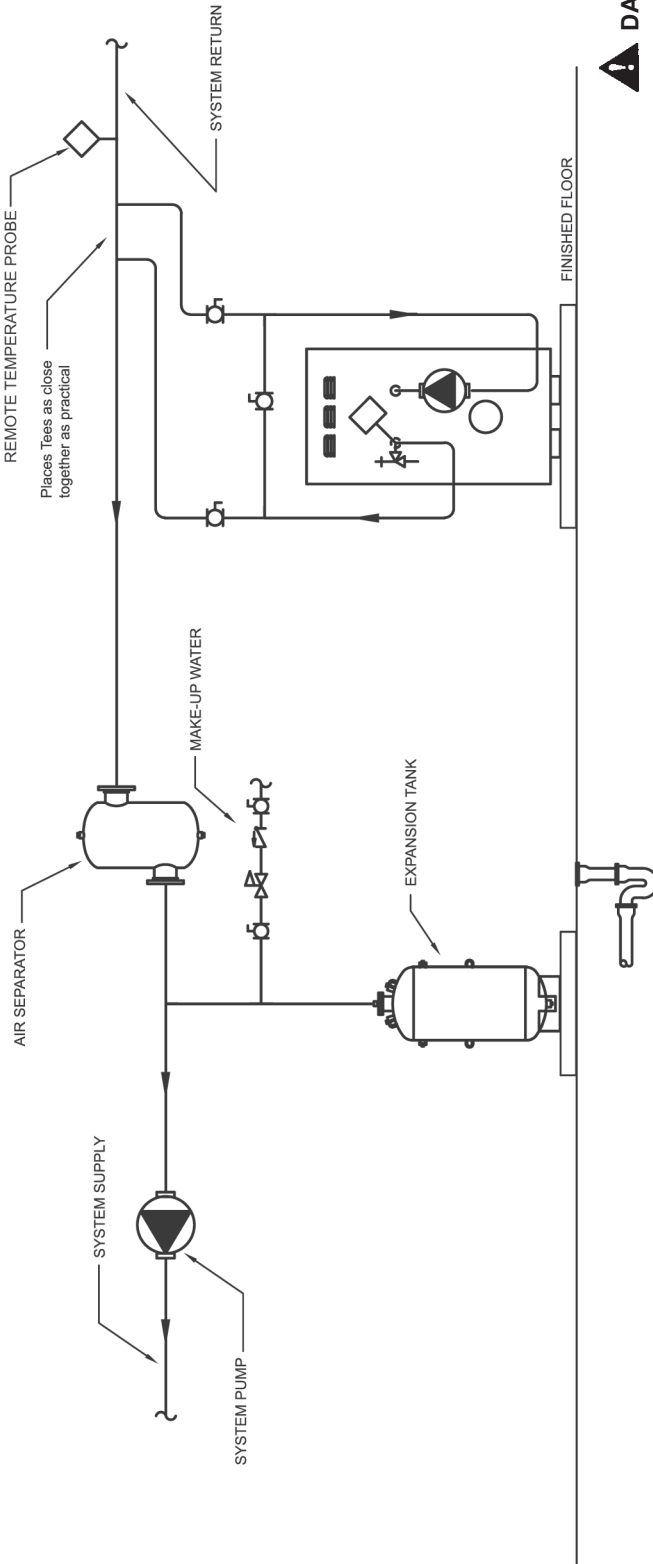 REMOTE TEMPERATURE PROBE
Places Tees as close
together as practical
SYSTEM RETURN
AIR SEPARATOR
MAKE-UP WATER
EXPANSION TANK
SYSTEM SUPPLY
SYSTEM PUMP
FINISHED FLOOR
DA